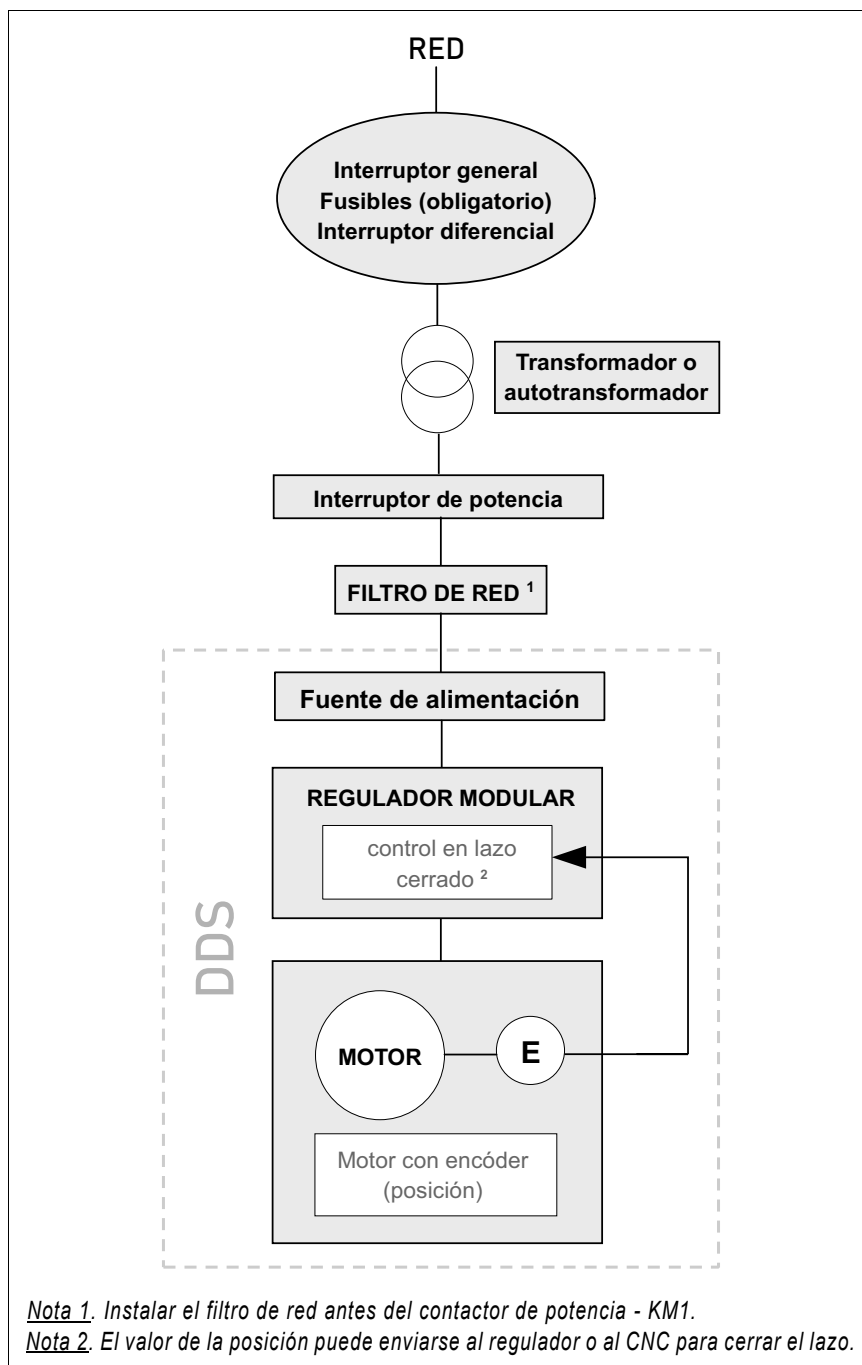 RED
Interruptor general
Fusibles (obligatorio)
Interruptor diferencial
Transformador o
autotransformador
Interruptor de potencia
FILTRO DE RED ¹
Fuente de alimentación
REGULADOR MODULAR
control en lazo
cerrado ²
DDS
MOTOR
E
Motor con encóder
(posición)
Nota 1. Instalar el filtro de red antes del contactor de potencia - KM1.
Nota 2. El valor de la posición puede enviarse al regulador o al CNC para cerrar el lazo.